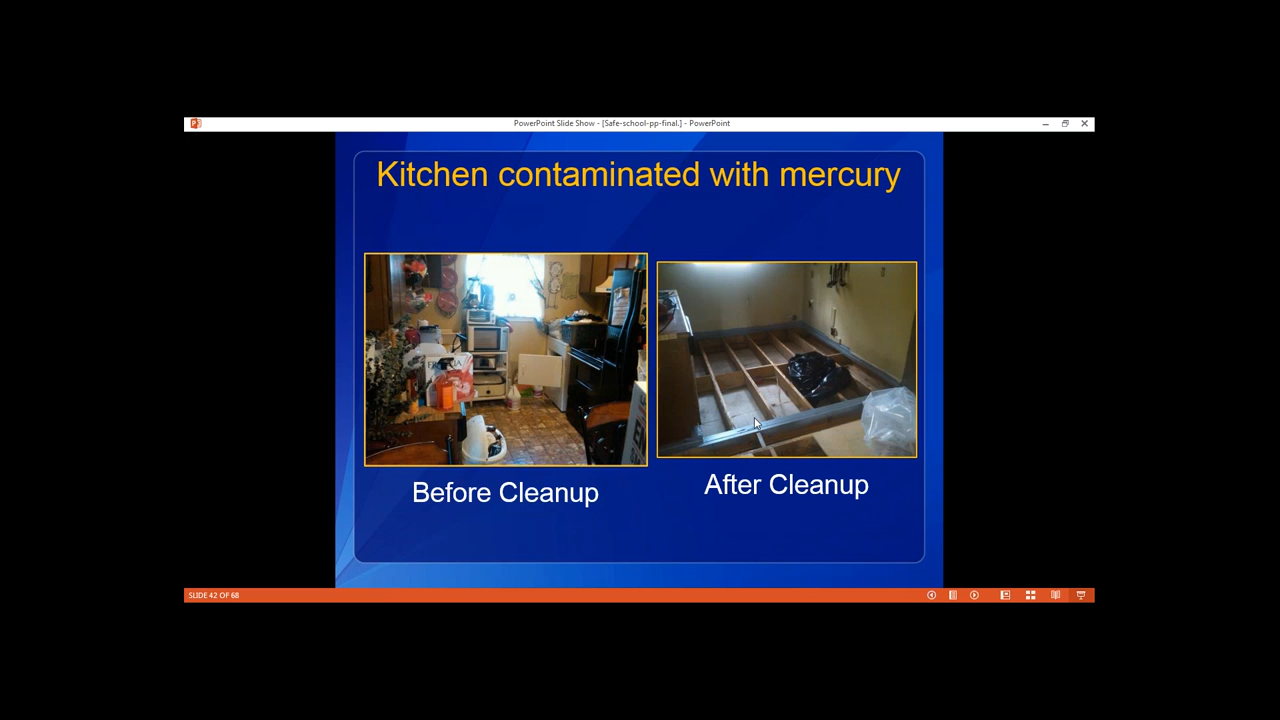 PowerPoint Slide Show - [Safe-school-pp-final.] - PowerPoint
Kitchen contaminated with mercury
Before Cleanup
After Cleanup
SLIDE 42 OF 68